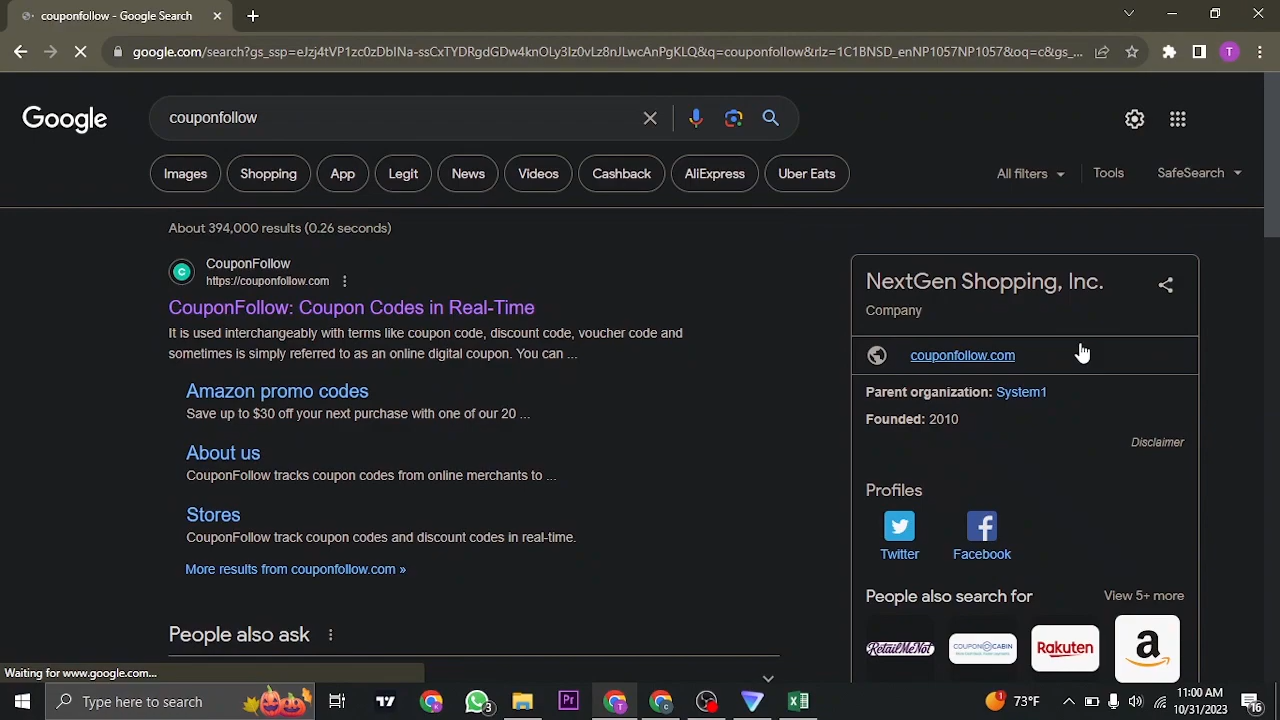 couponfollow - Google Search
google.com/search?gs_ssp=eJzj4tVP1zc0zDbINa-ssCxTYDRgdGDw4knOLy3Iz0vLz8nJLwcAnPgKLQ&q=couponfollow&rlz=1C1BNSD_enNP1057NP1057&oq=c&gs_...
T
Google
couponfollow
Images
Shopping
App
Legit
News
Videos
Cashback
AliExpress
Uber Eats
All filters
Tools
SafeSearch
About 394,000 results (0.26 seconds)
C
CouponFollow
https://couponfollow.com
CouponFollow: Coupon Codes in Real-Time
It is used interchangeably with terms like coupon code, discount code, voucher code and
sometimes is simply referred to as an online digital coupon. You can ...
Amazon promo codes
Save up to $30 off your next purchase with one of our 20 ...
About us
CouponFollow tracks coupon codes from online merchants to ...
Stores
CouponFollow track coupon codes and discount codes in real-time.
More results from couponfollow.com »
People also ask
NextGen Shopping, Inc.
Company
couponfollow.com
Parent organization: System1
Founded: 2010
Disclaimer
Profiles
Twitter
Facebook
People also search for
View 5+ more
RetailMeNot
COUPONCABIN
Rakuten
a
Waiting for www.google.com...
Type here to search
3
Pr
T
C
1
73°F
11:00 AM
10/31/2023
16